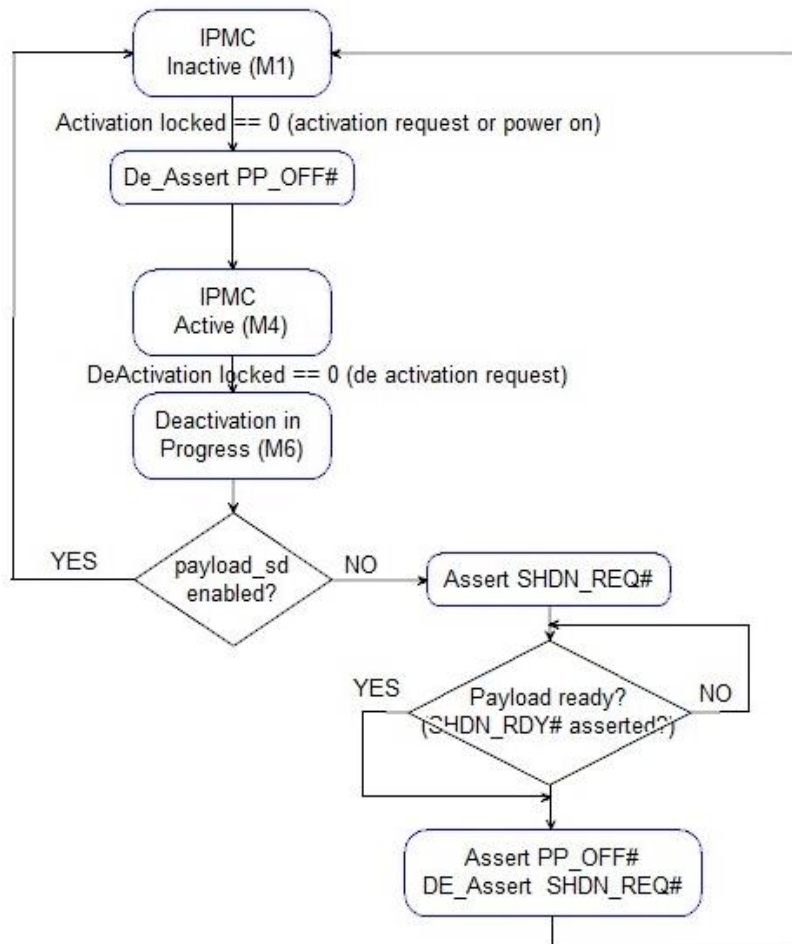 IPMC
Inactive (M1)
Activation locked == 0 (activation request or power on)
De_Assert PP_OFF#
IPMC
Active (M4)
DeActivation locked == 0 (de activation request)
Deactivation in
Progress (M6)
YES
payload_sd
enabled?
NO
Assert SHDN_REQ#
YES
Payload ready?
(SHDN_RDY# asserted?)
NO
Assert PP_OFF#
DE_Assert SHDN_REQ#